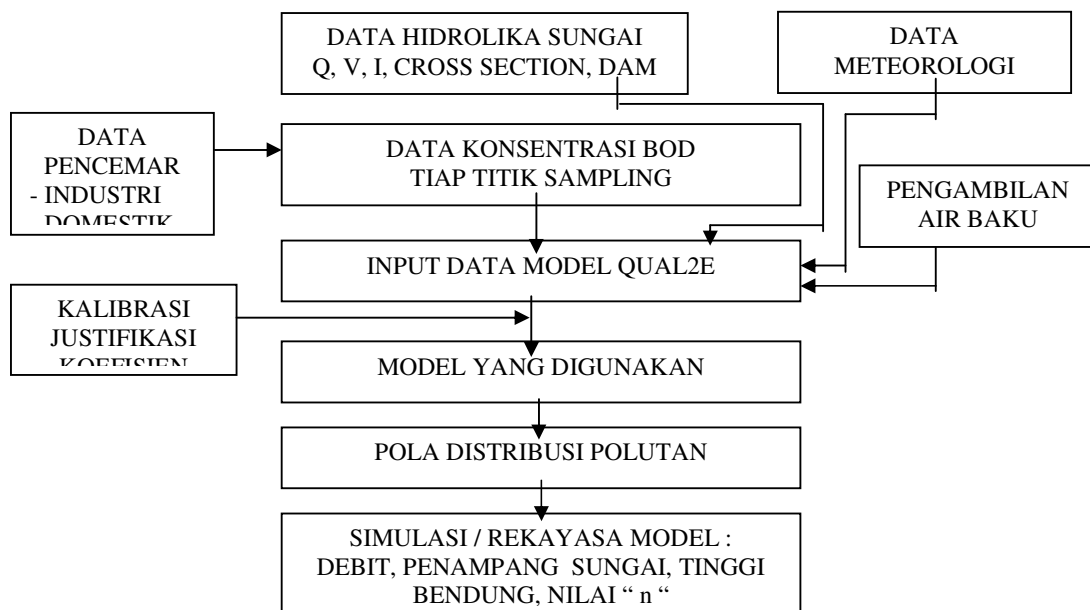 DATA HIDROLIKA SUNGAI
Q, V, I, CROSS SECTION, DAM
DATA
METEOROLOGI
DATA
PENCEMAR
- INDUSTRI
DOMESTIK
DATA KONSENTRASI BOD
TIAP TITIK SAMPLING
PENGAMBILAN
AIR BAKU
INPUT DATA MODEL QUAL2E
KALIBRASI
JUSTIFIKASI
KOEFISIEN
MODEL YANG DIGUNAKAN
POLA DISTRIBUSI POLUTAN
SIMULASI / REKAYASA MODEL :
DEBIT, PENAMPANG SUNGAI, TINGGI
BENDUNG, NILAI “ n “